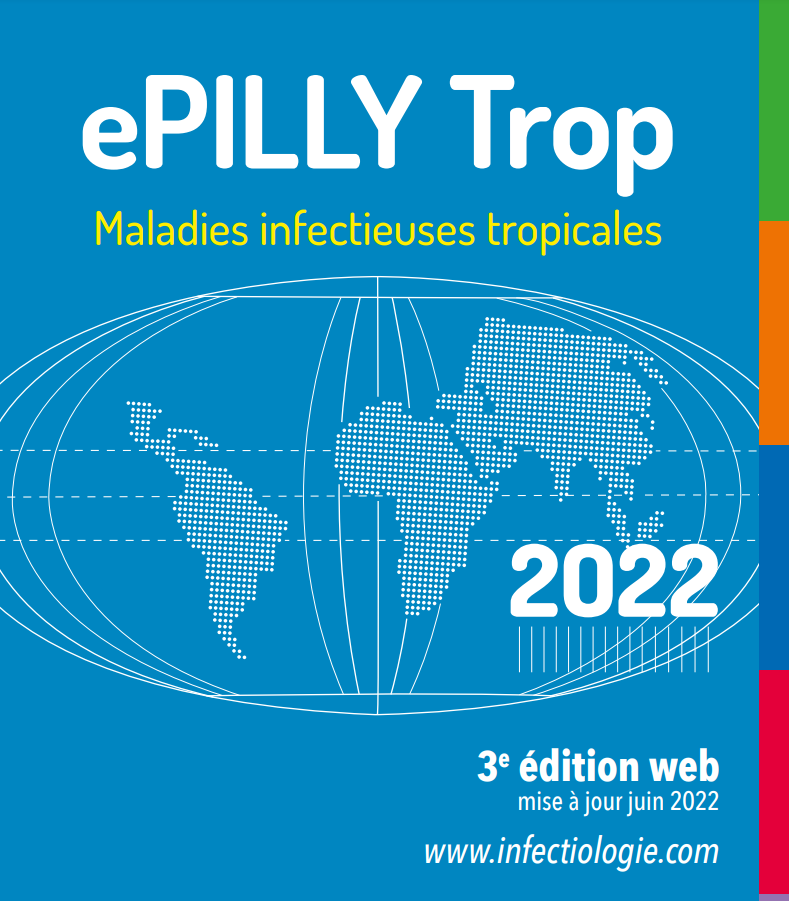 ePILLY Trop
Maladies infectieuses tropicales
2022
3e édition web
mise à jour juin 2022
www.infectiologie.com